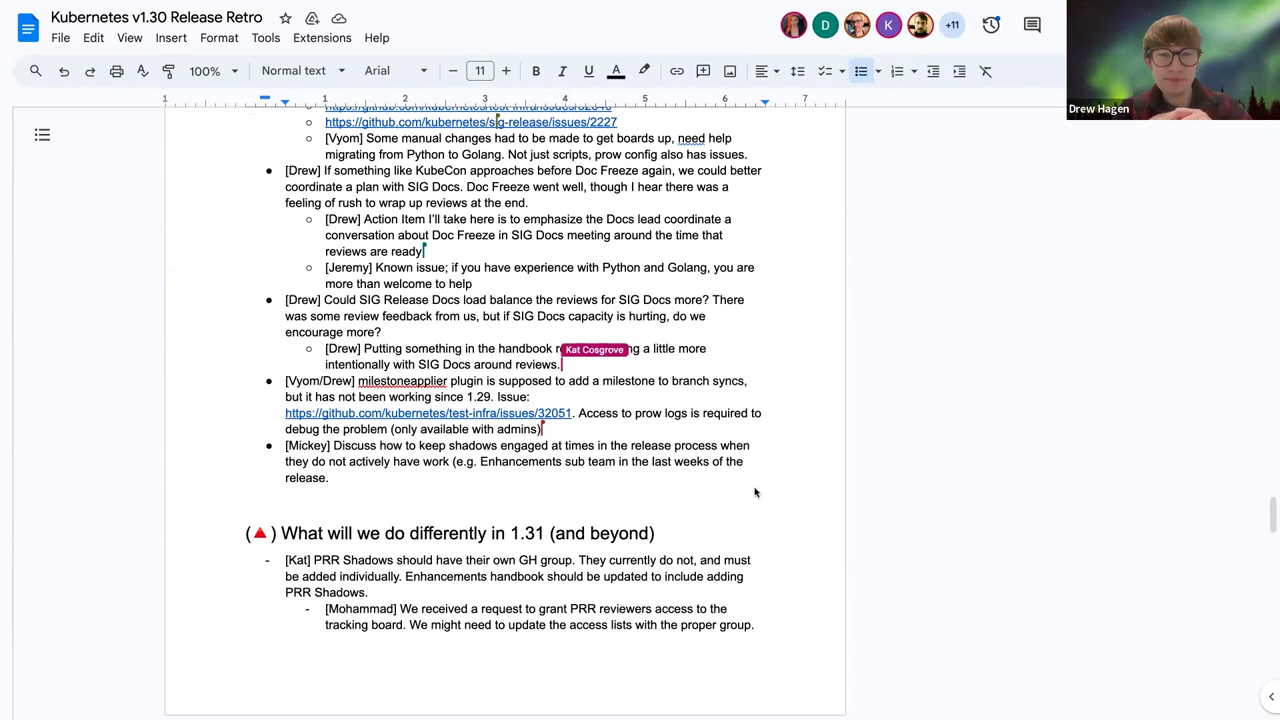 Kubernetes v1.30 Release Retro
File Edit View Insert Format Tools Extensions Help
D
K
+11
100%
Normal text
Arial
11
Drew Hagen
1 1 2 3 4 5 6 7
https://github.com/kubernetes/sig-release/issues/2227
[Vyom] Some manual changes had to be made to get boards up, need help
migrating from Python to Golang. Not just scripts, prow config also has issues.
[Drew] If something like KubeCon approaches before Doc Freeze again, we could better
coordinate a plan with SIG Docs. Doc Freeze went well, though I hear there was a
feeling of rush to wrap up reviews at the end.
[Drew] Action Item I'll take here is to emphasize the Docs lead coordinate a
conversation about Doc Freeze in SIG Docs meeting around the time that
reviews are ready
[Jeremy] Known issue; if you have experience with Python and Golang, you are
more than welcome to help
[Drew] Could SIG Release Docs load balance the reviews for SIG Docs more? There
was some review feedback from us, but if SIG Docs capacity is hurting, do we
encourage more?
[Drew] Putting something in the handbook Kat Cosgrove a little more
intentionally with SIG Docs around reviews.
[Vyom/Drew] milestoneapplier plugin is supposed to add a milestone to branch syncs,
but it has not been working since 1.29. Issue:
https://github.com/kubernetes/test-infra/issues/32051. Access to prow logs is required to
debug the problem (only available with admins)
[Mickey] Discuss how to keep shadows engaged at times in the release process when
they do not actively have work (e.g. Enhancements sub team in the last weeks of the
release.
(🔺) What will we do differently in 1.31 (and beyond)
- [Kat] PRR Shadows should have their own GH group. They currently do not, and must
be added individually. Enhancements handbook should be updated to include adding
PRR Shadows.
- [Mohammad] We received a request to grant PRR reviewers access to the
tracking board. We might need to update the access lists with the proper group.